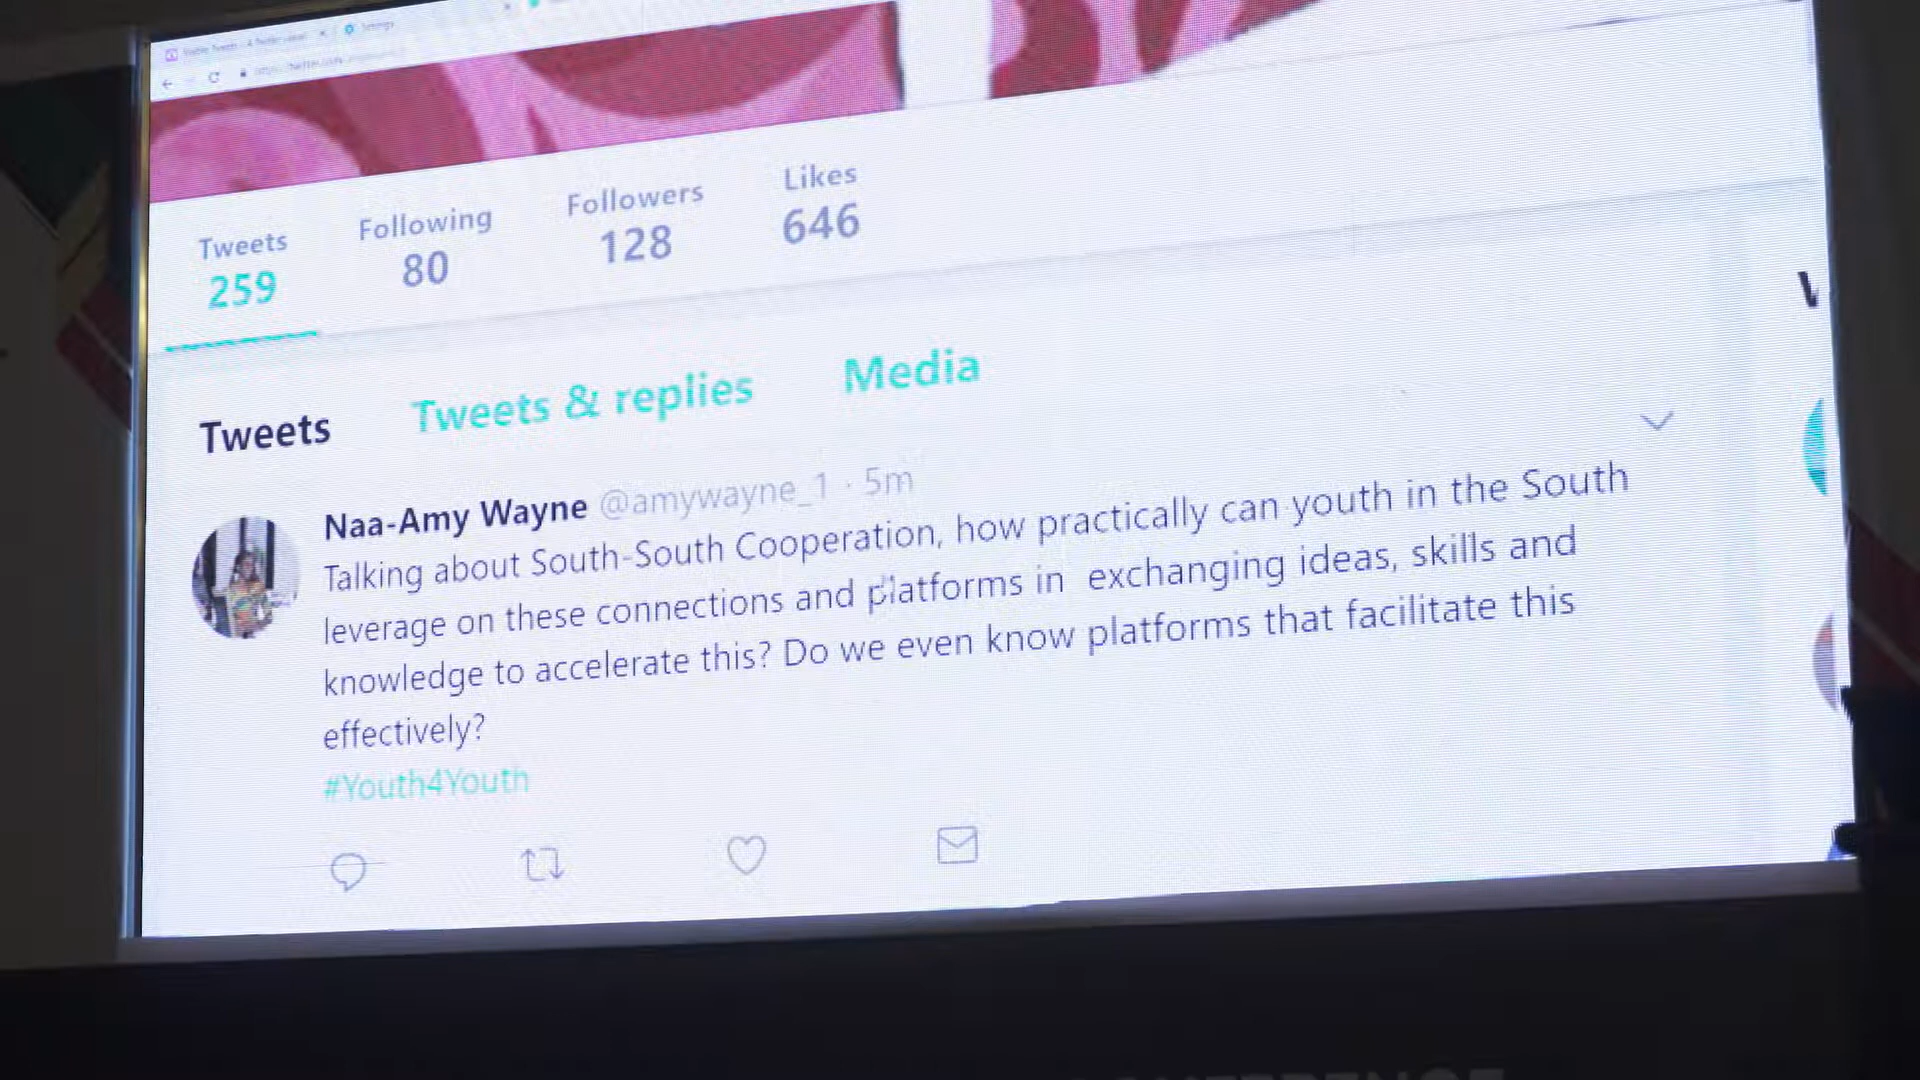 Settings
Tweets Following Followers Likes
259 80 128 646
Tweets Tweets & replies Media
Naa-Amy Wayne @amywayne_1 · 5m
Talking about South-South Cooperation, how practically can youth in the South
leverage on these connections and platforms in exchanging ideas, skills and
knowledge to accelerate this? Do we even know platforms that facilitate this
effectively?
#Youth4Youth